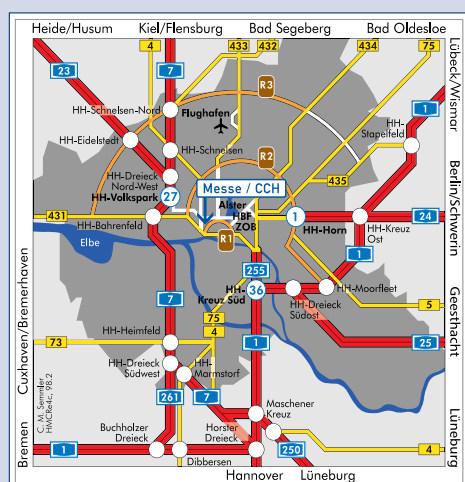 Heide/Husum
Kiel/Flensburg
Bad Segeberg
Bad Oldesloe
4
433
432
434
75
23
7
R3
Lübeck/Wismar
1
HH-Schnelsen-Nord
Flughafen
HH-
Stapelfeld
HH-Eidelstedt
HH-Schnelsen
R2
HH-Dreieck
Nord-West
HH-Volkspark
27
Messe / CCH
435
Berlin/Schwerin
Alster
HBF
ZOB
431
HH-Bahrenfeld
1
HH-Horn
24
R1
HH-Kreuz
Ost
Elbe
1
255
HH-
Kreuz Süd
36
HH-Moorfleet
7
HH-Dreieck
Südost
5
75
4
Geesthacht
Cuxhaven/Bremerhaven
HH-Heimfeld
73
1
25
HH-Dreieck
Südwest
HH-
Marmstorf
C. M. Semmler
HMCRe4c, 98.2
261
7
Maschener
Kreuz
Buchholzer
Dreieck
Horster
Dreieck
Lüneburg
Bremen
1
250
4
Dibbersen
Hannover
Lüneburg